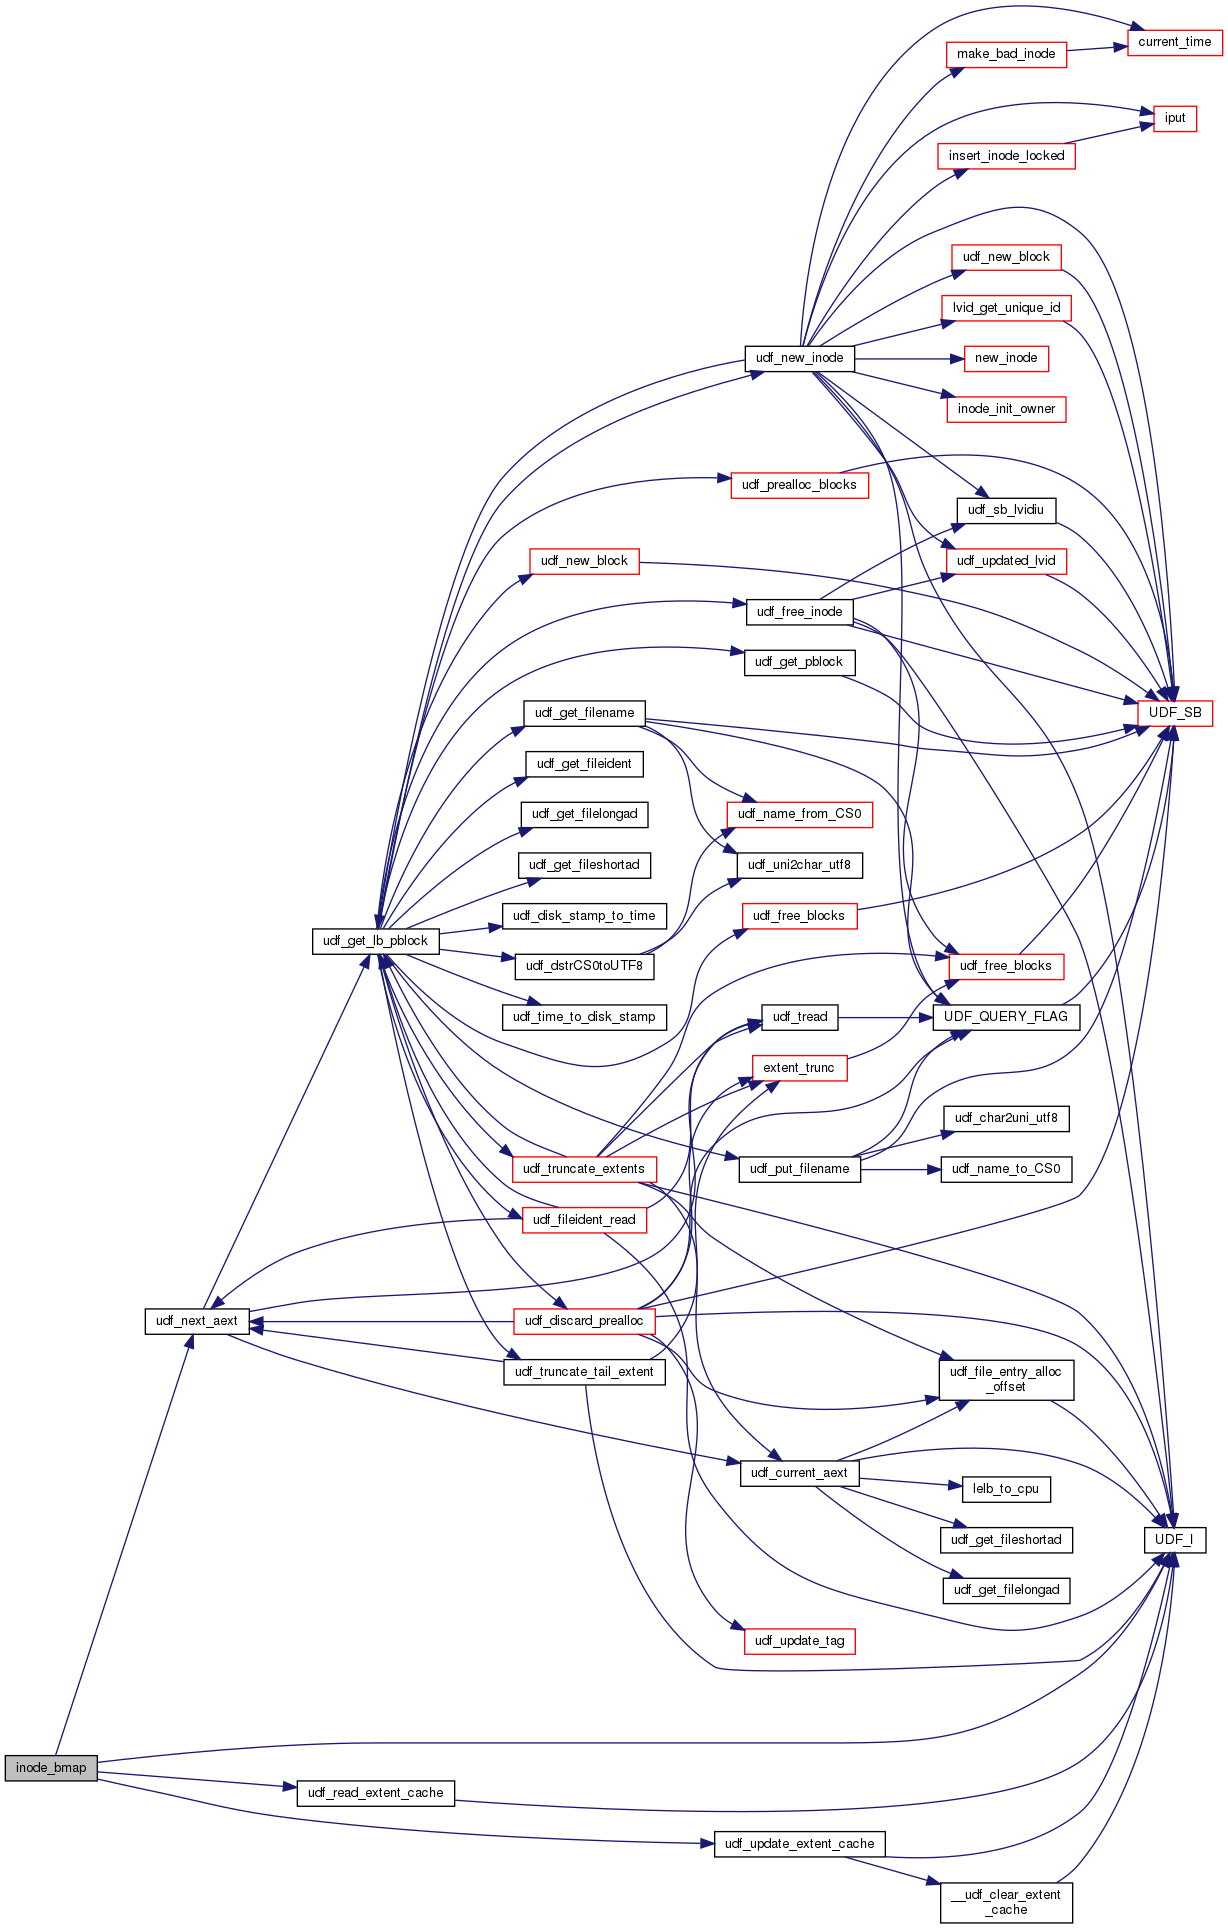 current_time
make_bad_inode
iput
insert_inode_locked
udf_new_block
lvid_get_unique_id
udf_new_inode
new_inode
inode_init_owner
udf_prealloc_blocks
udf_sb_lvidiu
udf_new_block
udf_updated_lvid
udf_free_inode
udf_get_pblock
udf_get_filename
UDF_SB
udf_get_fileident
udf_get_filelongad
udf_name_from_CS0
udf_get_fileshortad
udf_uni2char_utf8
udf_disk_stamp_to_time
udf_free_blocks
udf_get_lb_pblock
udf_dstrCS0toUTF8
udf_free_blocks
udf_time_to_disk_stamp
udf_tread
UDF_QUERY_FLAG
extent_trunc
udf_char2uni_utf8
udf_truncate_extents
udf_put_filename
udf_name_to_CS0
udf_fileident_read
udf_next_aext
udf_discard_prealloc
udf_truncate_tail_extent
udf_file_entry_alloc
_offset
udf_current_aext
lelb_to_cpu
udf_get_fileshortad
UDF_I
udf_get_filelongad
udf_update_tag
inode_bmap
udf_read_extent_cache
udf_update_extent_cache
__udf_clear_extent
_cache